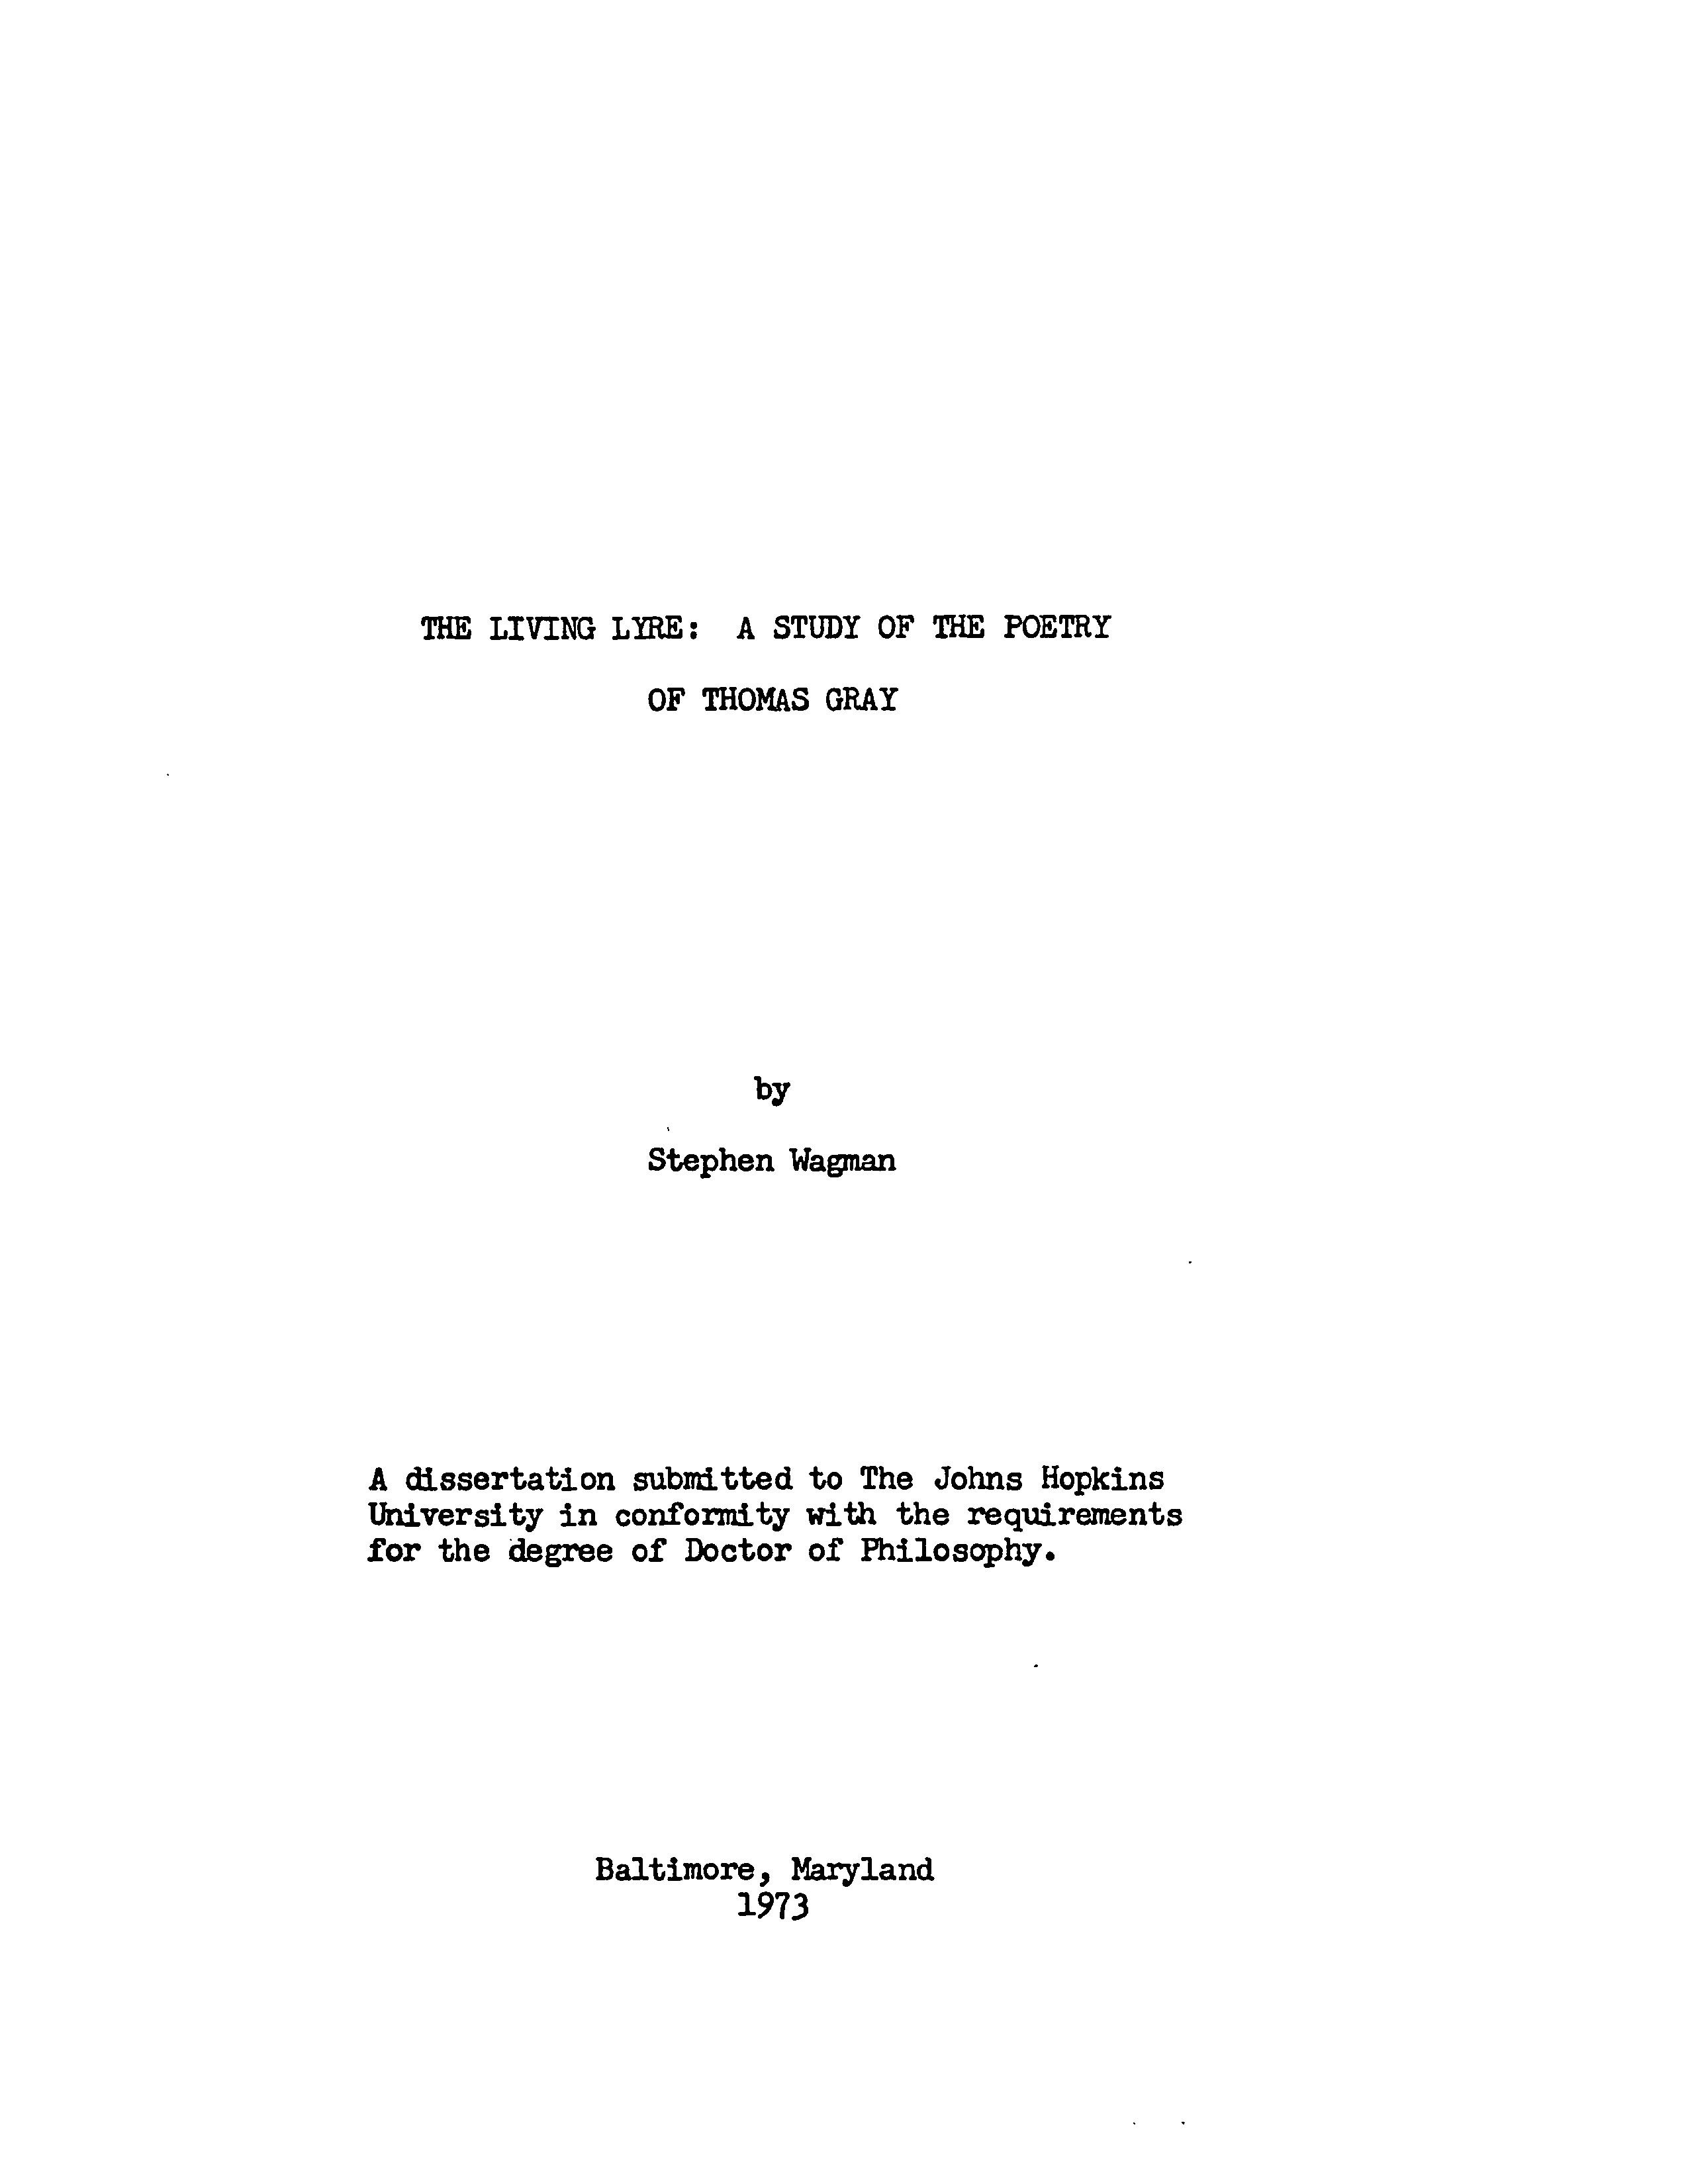 THE LIVING LYRE: A STUDY OF THE POETRY
OF THOMAS GRAY
by
Stephen Wagman
A dissertation submitted to The Johns Hopkins
University in conformity with the requirements
for the degree of Doctor of Philosophy.
Baltimore, Maryland
1973